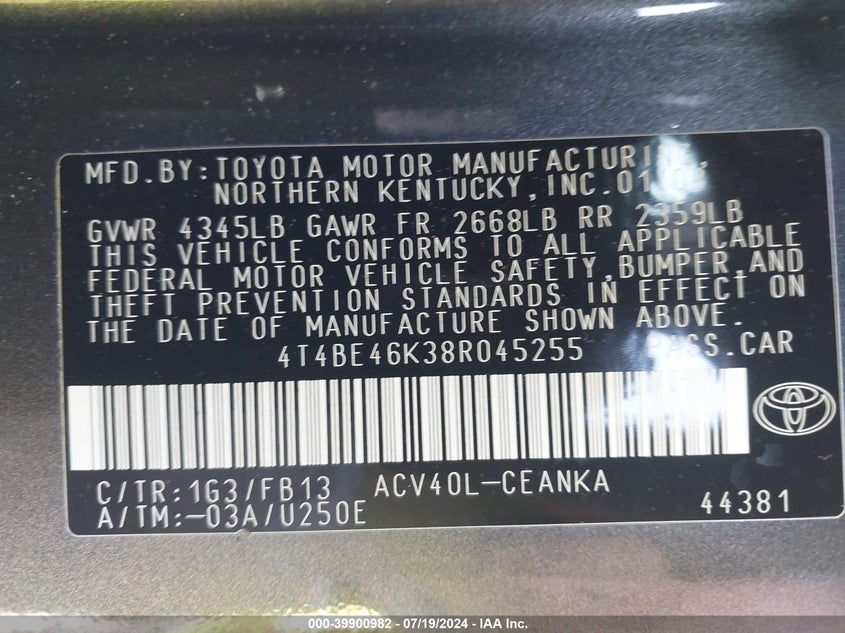 MFD.BY:TOYOTA MOTOR MANUFACTURING,
NORTHERN KENTUCKY,INC.
GVWR 4345LB GAWR FR 2668LB RR 2359LB
THIS VEHICLE CONFORMS TO ALL APPLICABLE
FEDERAL MOTOR VEHICLE SAFETY,BUMPER,AND
THEFT PREVENTION STANDARDS IN EFFECT ON
THE DATE OF MANUFACTURE SHOWN ABOVE.
4T4BE46K38R045255 PASS.CAR
C/TR:1G3/FB13 ACV40L-CEANKA
A/TM:-03A/U250E 44381
000-39900982 - 07/19/2024 - IAA Inc.